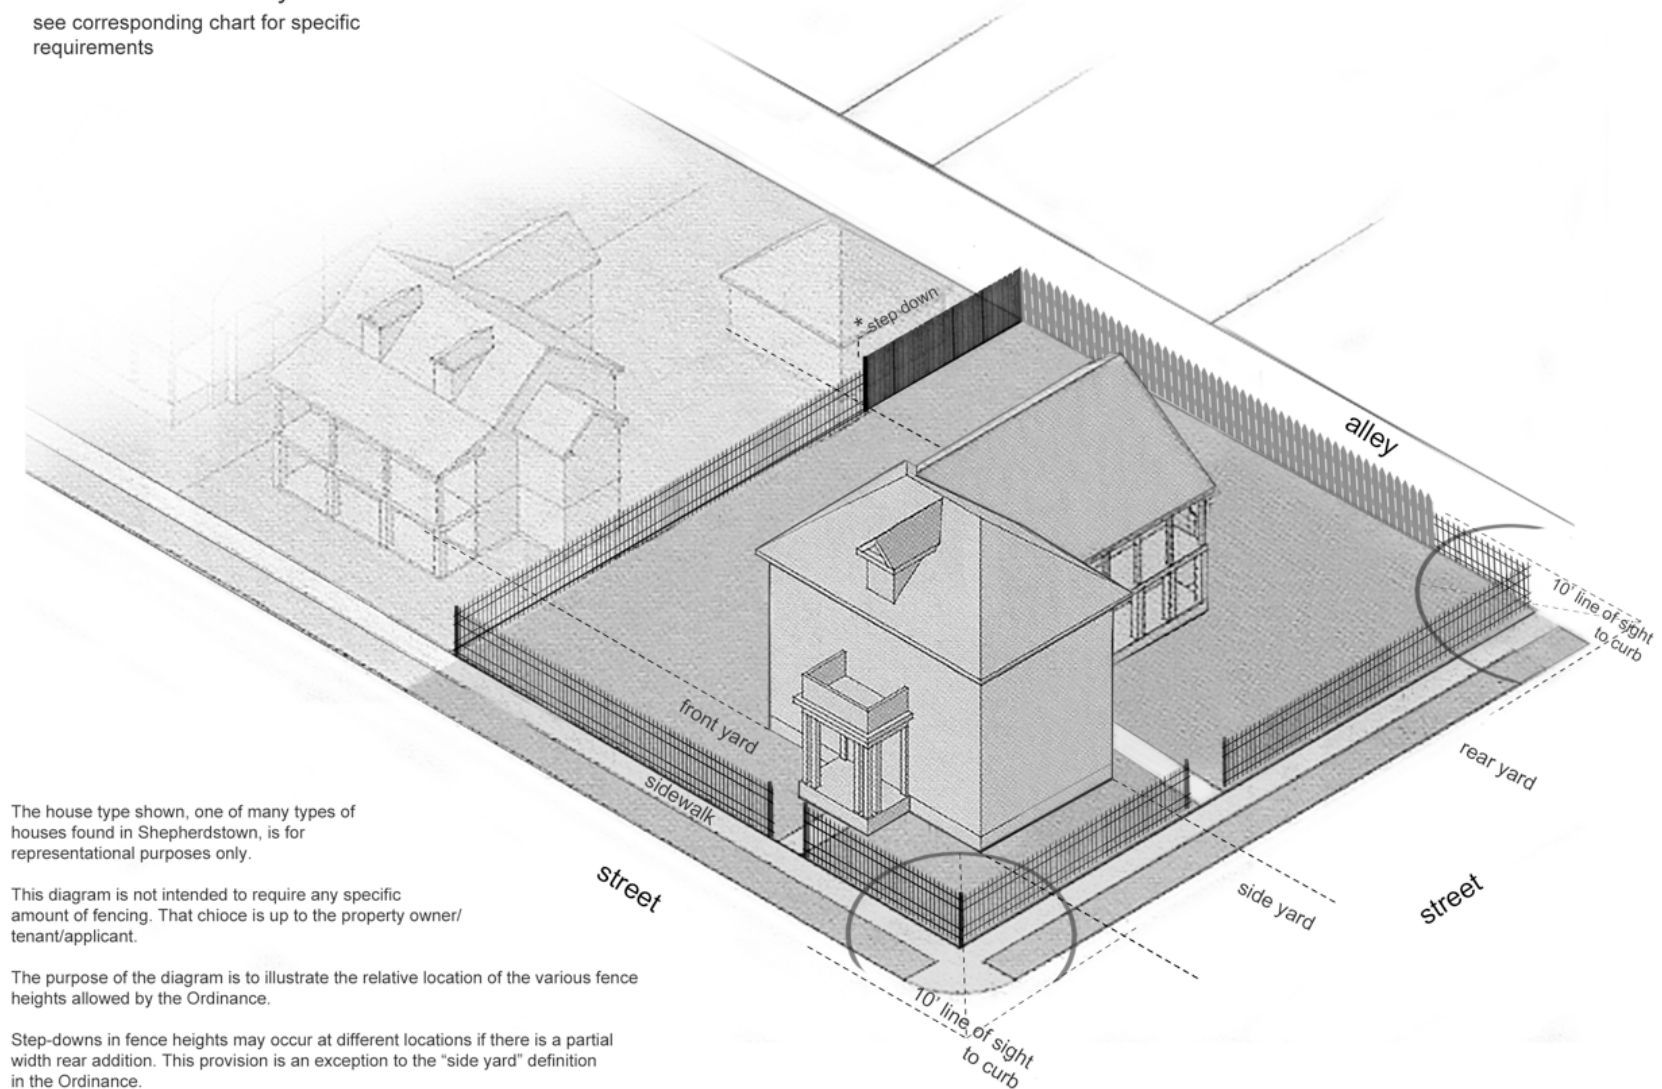 see corresponding chart for specific
requirements
* step down
alley
10' line of sight
to curb
front yard
sidewalk
rear yard
side yard
street
street
10' line of sight
to curb
The house type shown, one of many types of
houses found in Shepherdstown, is for
representational purposes only.
This diagram is not intended to require any specific
amount of fencing. That chioce is up to the property owner/
tenant/applicant.
The purpose of the diagram is to illustrate the relative location of the various fence
heights allowed by the Ordinance.
Step-downs in fence heights may occur at different locations if there is a partial
width rear addition. This provision is an exception to the “side yard” definition
in the Ordinance.